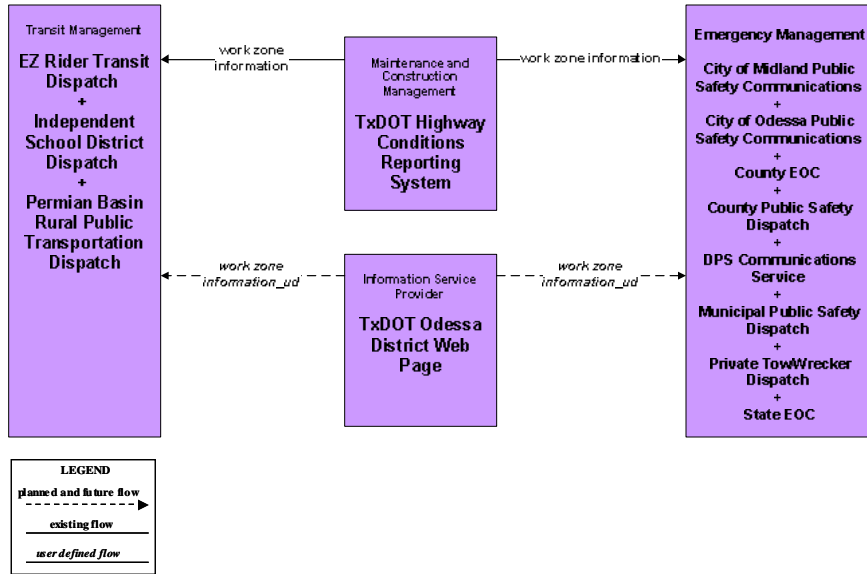 Transit Management
EZ Rider Transit
Dispatch
+
Independent
School District
Dispatch
+
Permian Basin
Rural Public
Transportation
Dispatch
work zone
information
Maintenance and
Construction
Management
TxDOT Highway
Conditions
Reporting
System
work zone information
Emergency Management
City of Midland Public
Safety Communications
+
City of Odessa Public
Safety Communications
+
County EOC
+
County Public Safety
Dispatch
+
DPS Communications
Service
+
Municipal Public Safety
Dispatch
+
Private Tow/Wrecker
Dispatch
+
State EOC
work zone
information_ud
Information Service
Provider
TxDOT Odessa
District Web
Page
work zone
information_ud
LEGEND
planned and future flow
existing flow
user defined flow